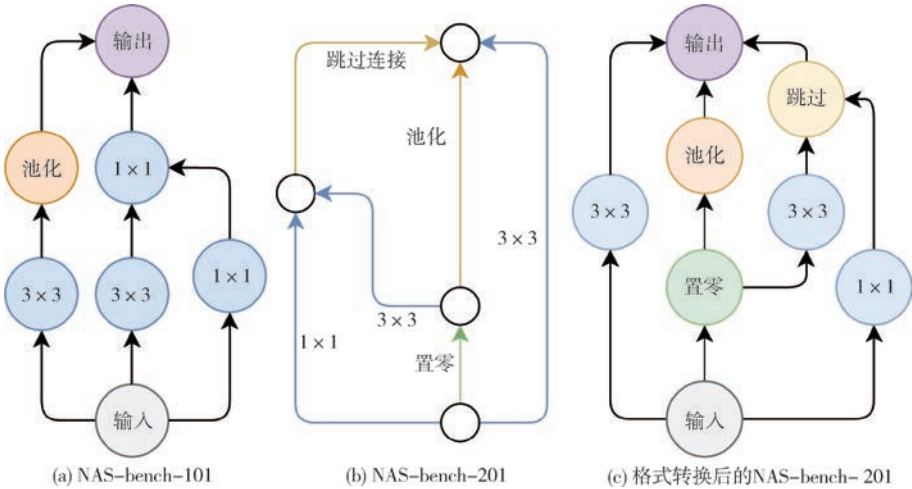 输出
池化
1×1
3×3
3×3
1×1
输入
(a) NAS-bench-101
跳过连接
池化
3×3
3×3
1×1
置零
(b) NAS-bench-201
输出
跳过
池化
3×3
3×3
置零
1×1
输入
(c) 格式转换后的NAS-bench- 201